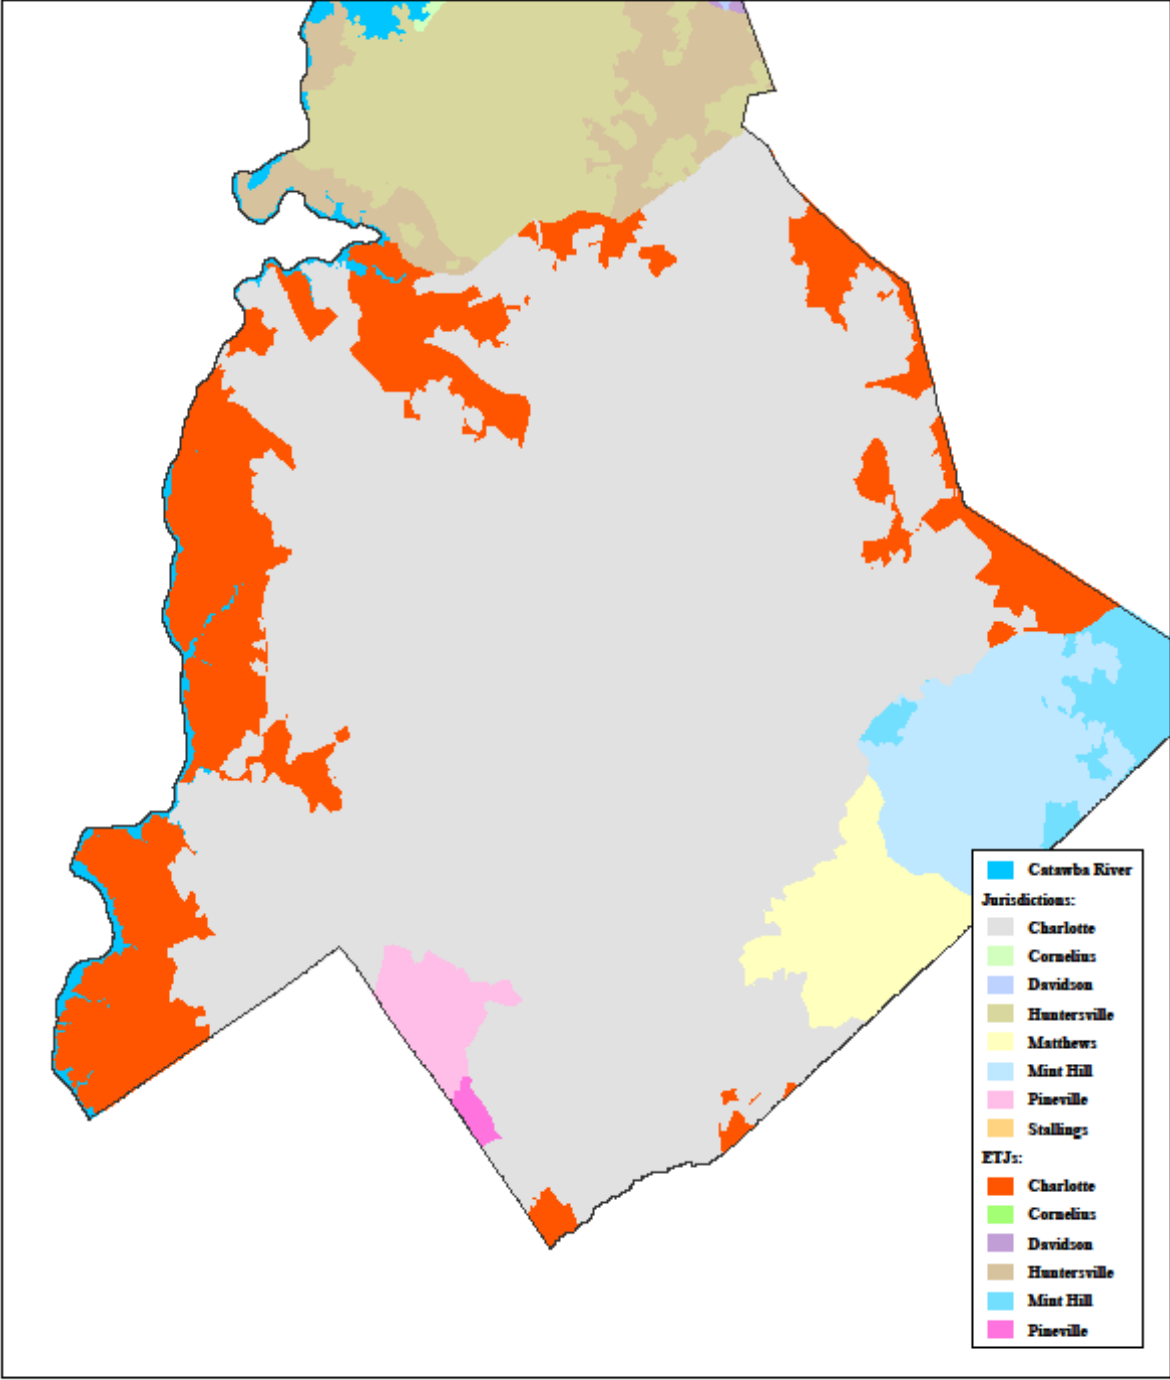 Catawba River
Jurisdictions:
Charlotte
Cornelius
Davidson
Huntersville
Matthews
Mint Hill
Pineville
Stallings
ETJs:
Charlotte
Cornelius
Davidson
Huntersville
Mint Hill
Pineville